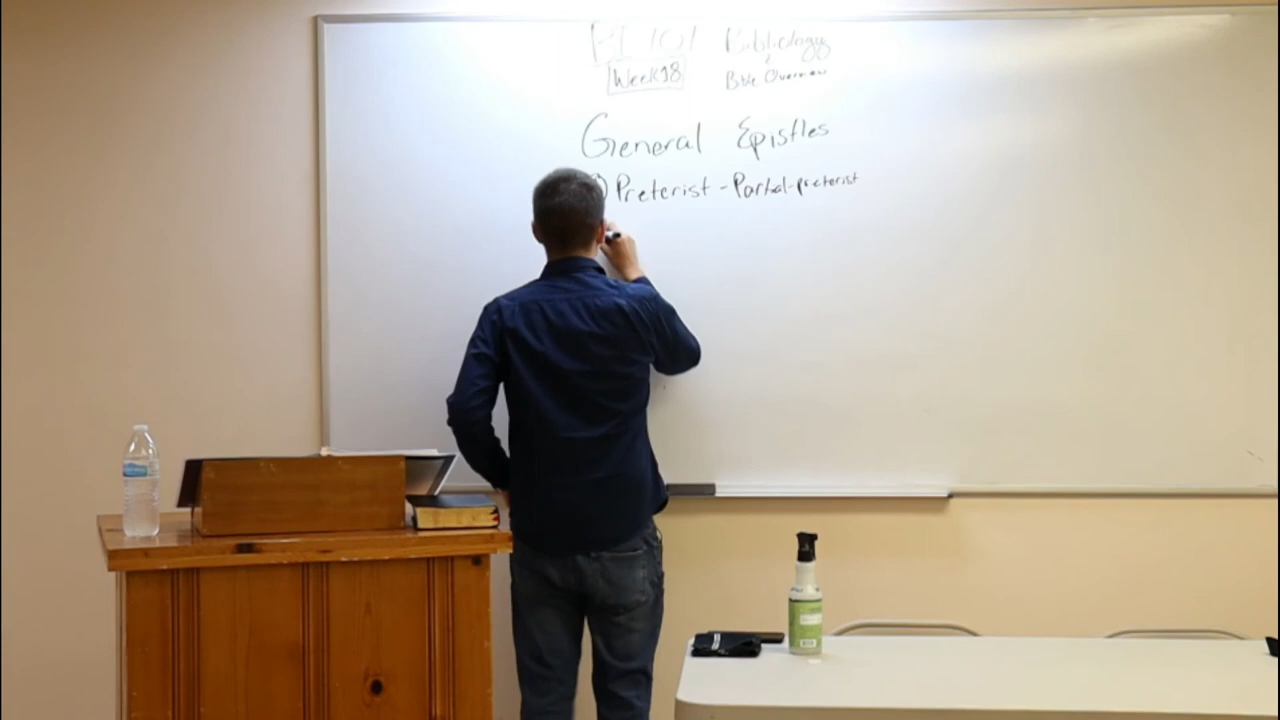 BI 101 Bibliology
&
Week 18 Bible Overview
General Epistles
) Preterist - Partial-preterist